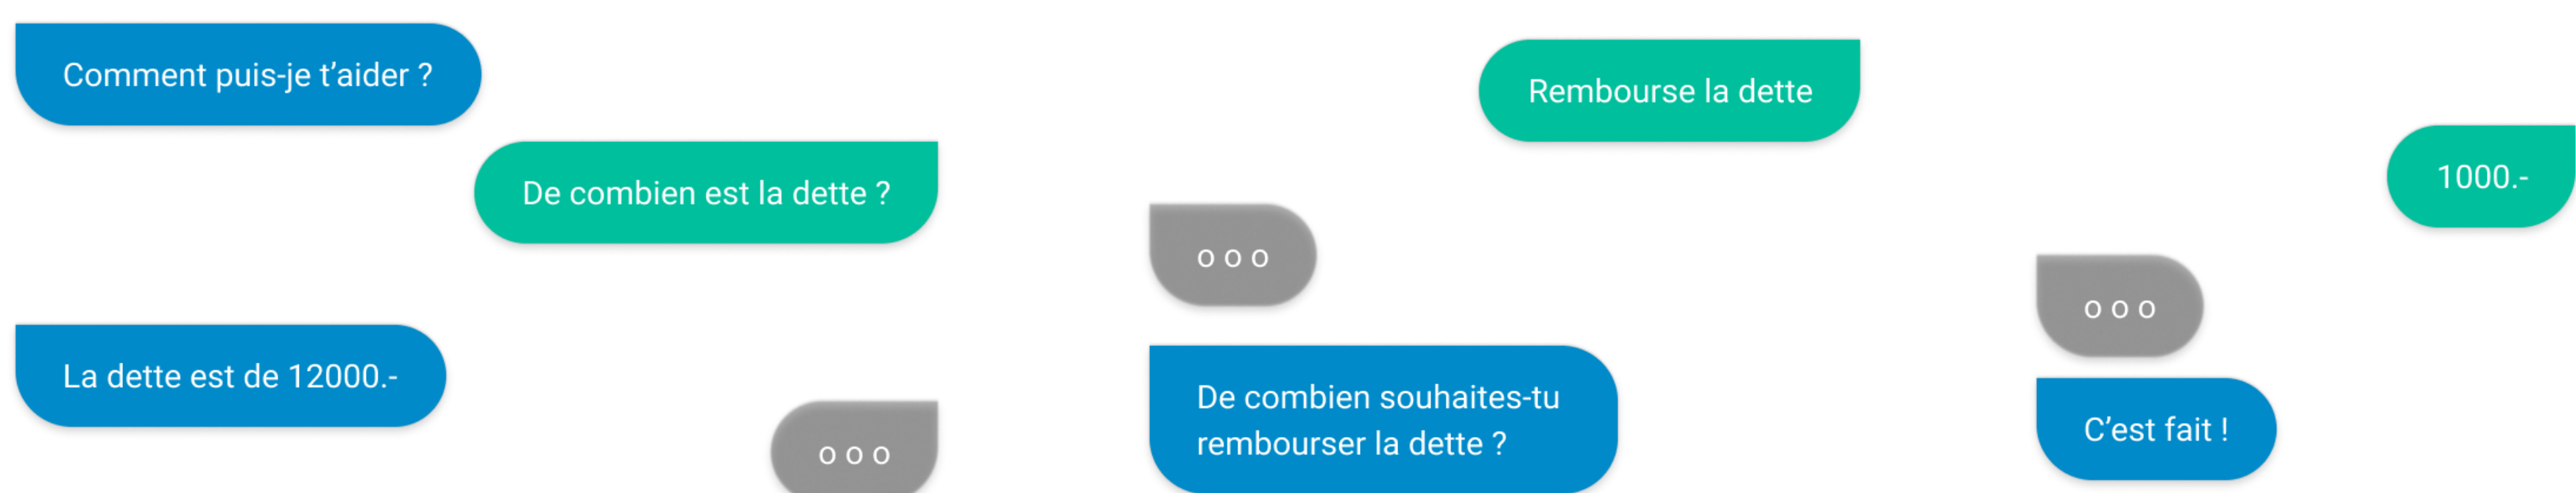 Comment puis-je t’aider ?
De combien est la dette ?
La dette est de 12000.-
o o o
Rembourse la dette
o o o
De combien souhaites-tu
rembourser la dette ?
1000.-
o o o
C’est fait !